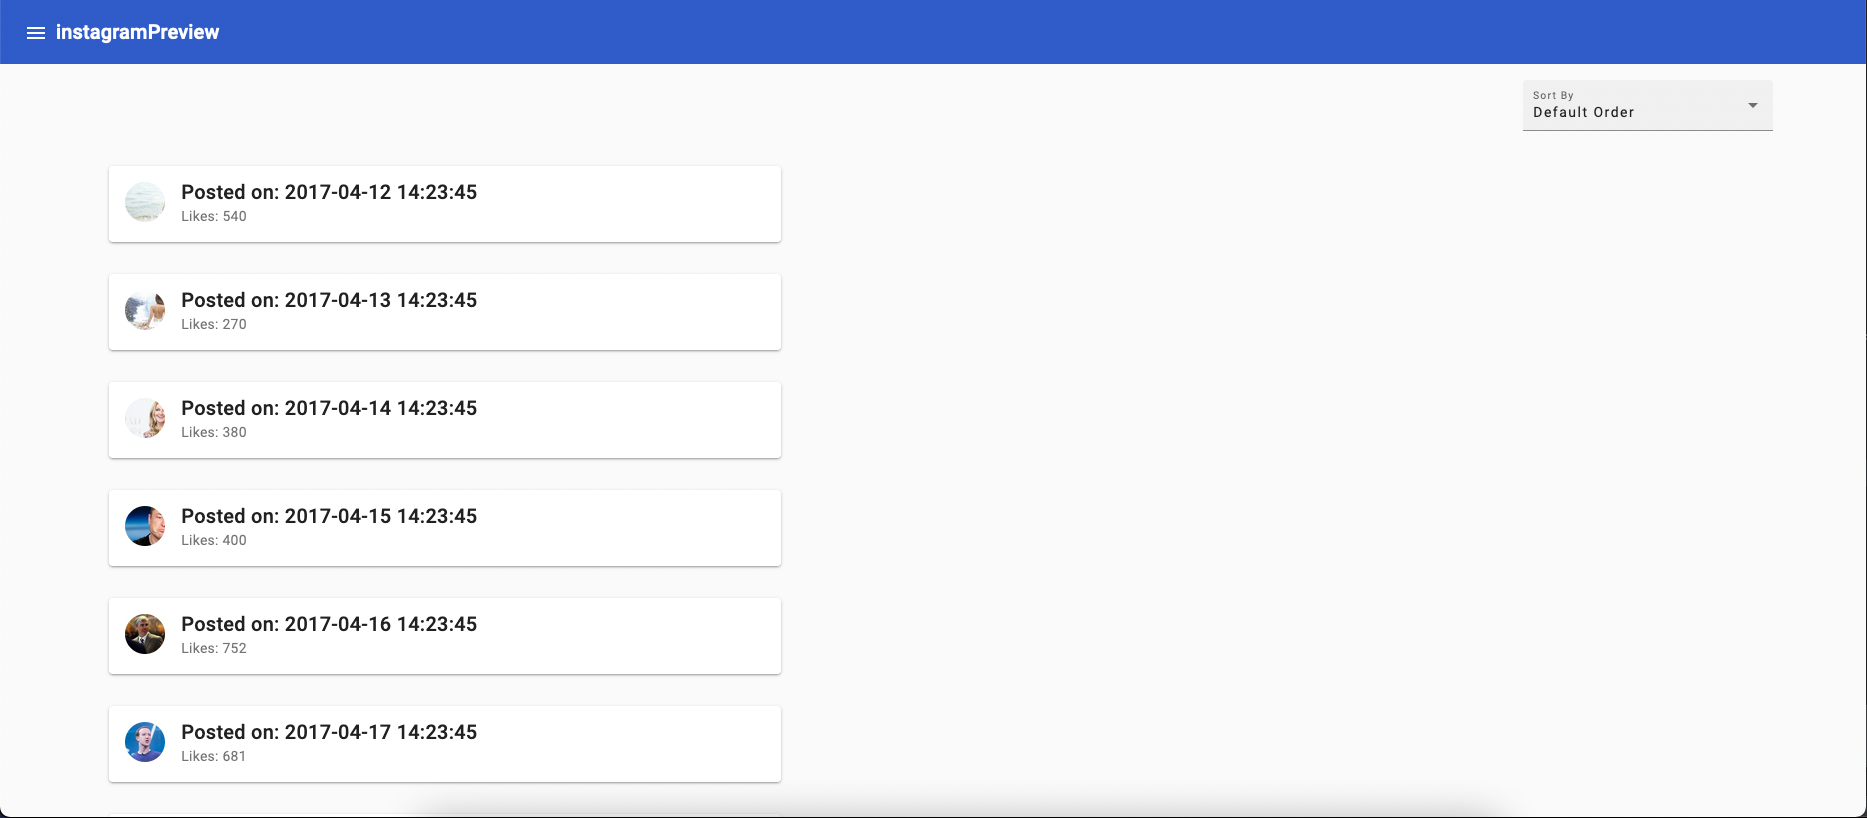 instagramPreview
Sort By
Default Order
Posted on: 2017-04-12 14:23:45
Likes: 540
Posted on: 2017-04-13 14:23:45
Likes: 270
Posted on: 2017-04-14 14:23:45
Likes: 380
Posted on: 2017-04-15 14:23:45
Likes: 400
Posted on: 2017-04-16 14:23:45
Likes: 752
Posted on: 2017-04-17 14:23:45
Likes: 681